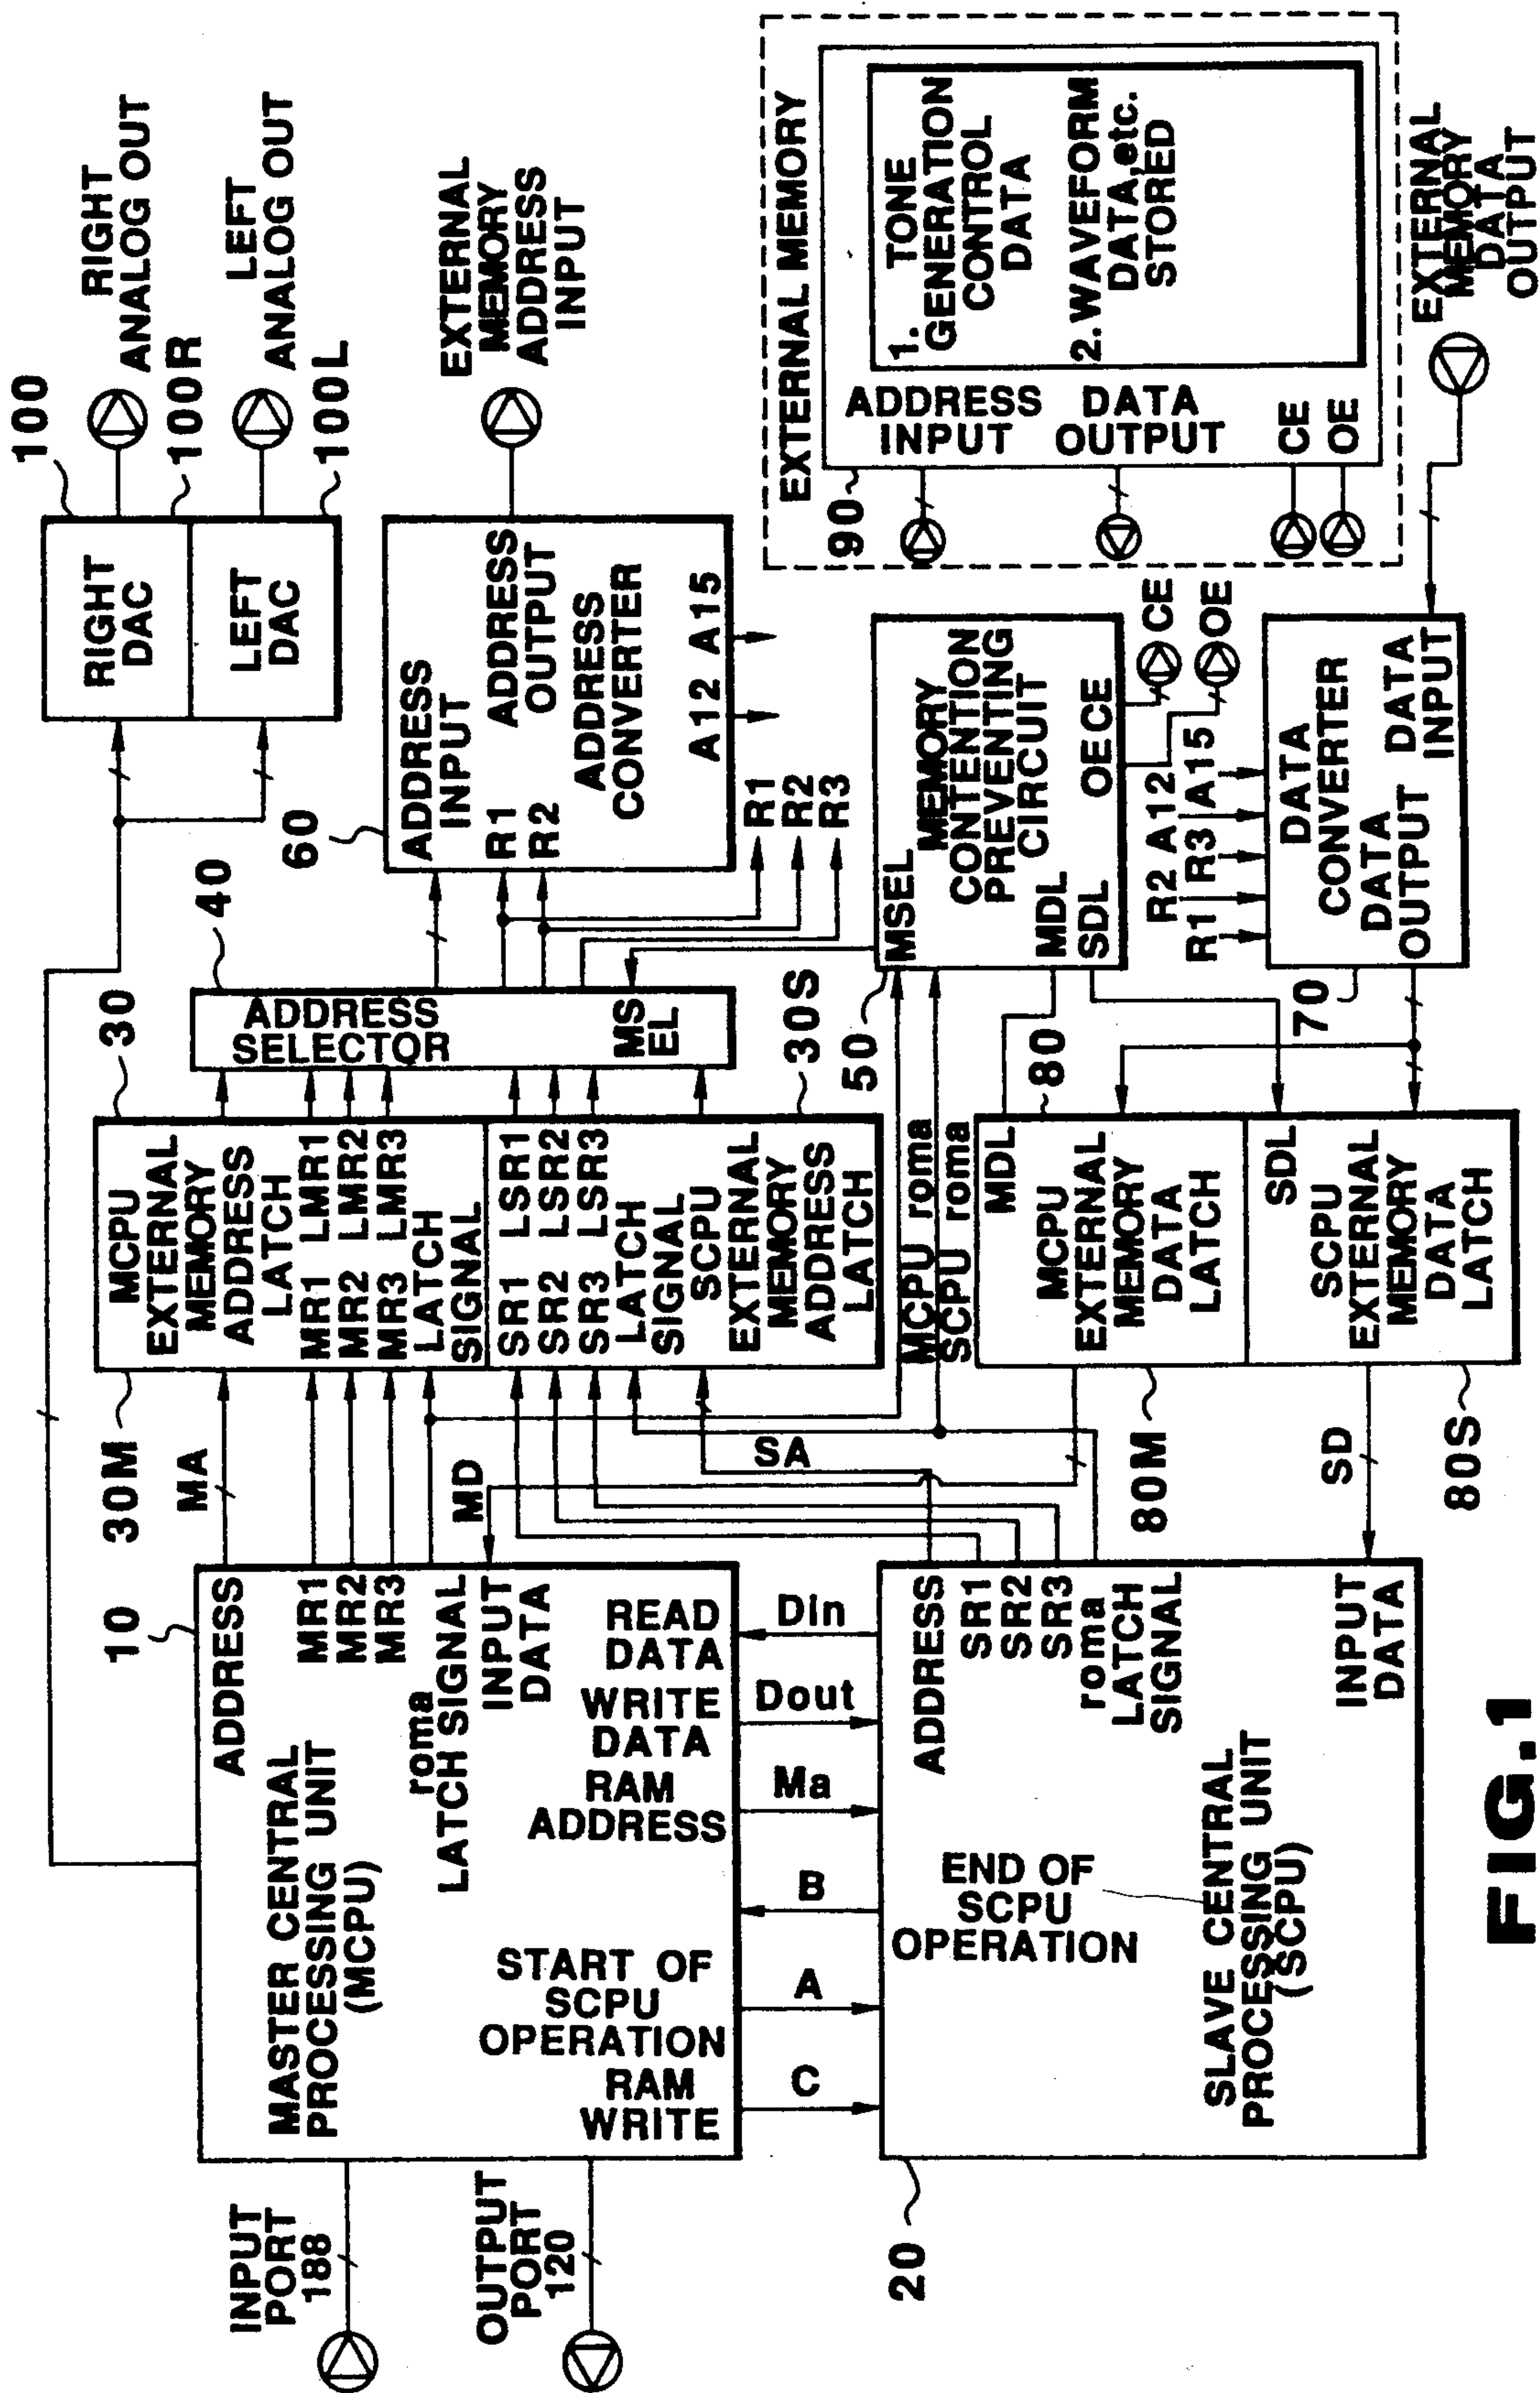 INPUT
PORT
188
OUTPUT
PORT
120
10
MASTER CENTRAL
PROCESSING UNIT
(MCPU)
ADDRESS
MR1
MR2
MR3
roma
LATCH SIGNAL
INPUT
DATA
READ
DATA
WRITE
DATA
RAM
ADDRESS
START OF
SCPU
OPERATION
RAM
WRITE
Din
Dout
Ma
B
A
C
20
ADDRESS
SR1
SR2
SR3
roma
LATCH
SIGNAL
INPUT
DATA
END OF
SCPU
OPERATION
SLAVE CENTRAL
PROCESSING UNIT
(SCPU)
MA
MD
SA
SD
30M
30
MCPU
EXTERNAL
MEMORY
ADDRESS
LATCH
MR1 LMR1
MR2 LMR2
MR3 LMR3
LATCH
SIGNAL
SR1 LSR1
SR2 LSR2
SR3 LSR3
LATCH
SIGNAL
SCPU
EXTERNAL
MEMORY
ADDRESS
LATCH
30S
MCPU roma
SCPU roma
40
ADDRESS
SELECTOR
MS
EL
80
80M
MDL
MCPU
EXTERNAL
MEMORY
DATA
LATCH
SDL
SCPU
EXTERNAL
MEMORY
DATA
LATCH
80S
100
RIGHT
DAC
LEFT
DAC
100R
100L
RIGHT
ANALOG OUT
LEFT
ANALOG OUT
60
ADDRESS
INPUT
R1
R2
ADDRESS
OUTPUT
ADDRESS
CONVERTER
A12 A15
EXTERNAL
MEMORY
ADDRESS
INPUT
R1
R2
R3
50
MSEL
MEMORY
CONTENTION
PREVENTING
CIRCUIT
MDL
SDL
OECE
CE
OE
70
R1
R2
R3
A12
A15
DATA
CONVERTER
DATA
OUTPUT
DATA
INPUT
EXTERNAL MEMORY
90
ADDRESS
INPUT
DATA
OUTPUT
CE
OE
1. TONE
GENERATION
CONTROL
DATA
2. WAVEFORM
DATA,etc.
STORED
EXTERNAL
MEMORY
DATA
OUTPUT
FIG.1